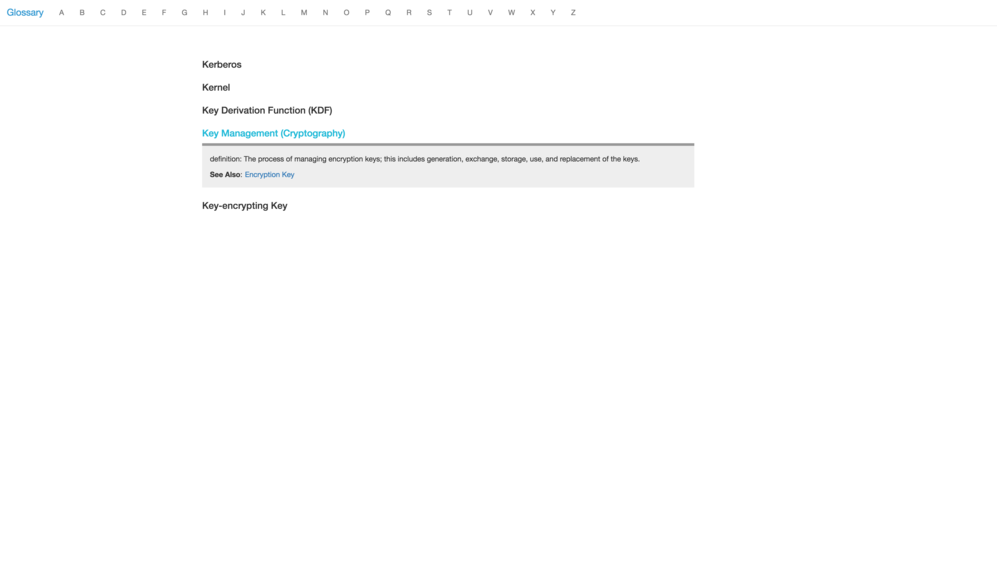 Glossary A B C D E F G H I J K L M N O P Q R S T U V W X Y Z
Kerberos
Kernel
Key Derivation Function (KDF)
Key Management (Cryptography)
definition: The process of managing encryption keys; this includes generation, exchange, storage, use, and replacement of the keys.
See Also: Encryption Key
Key-encrypting Key